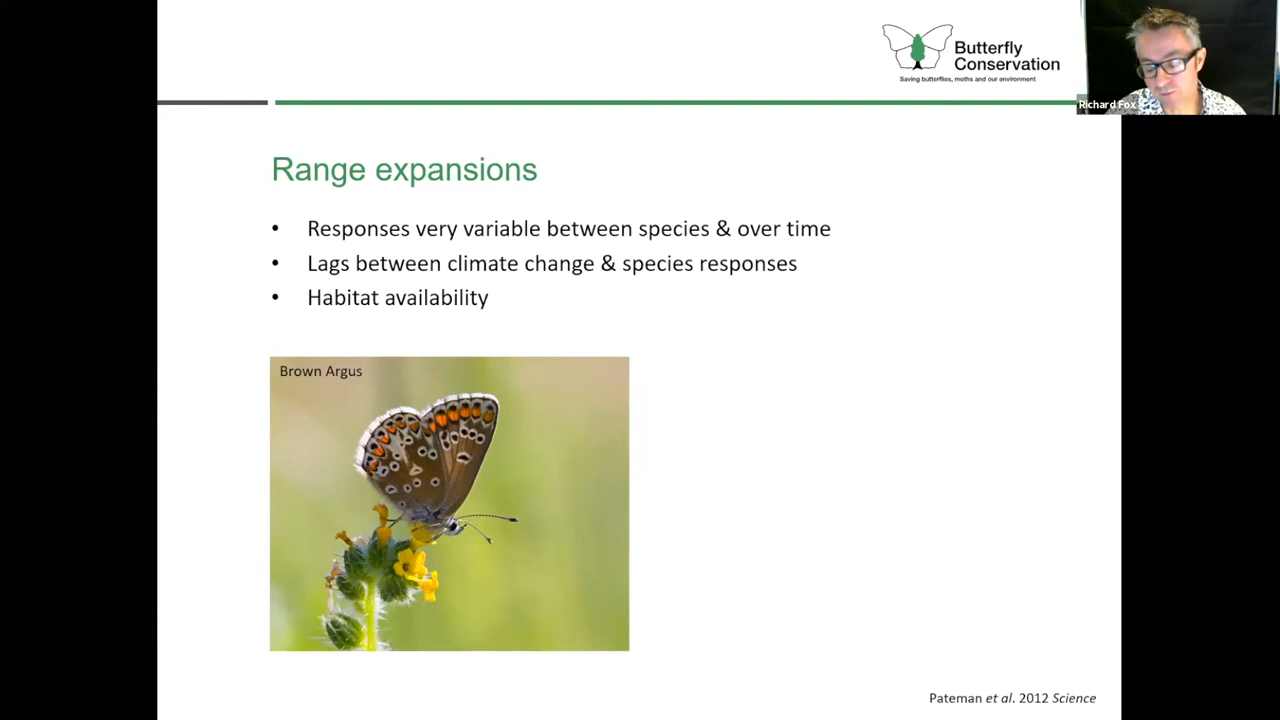 Butterfly
Conservation
Saving butterflies, moths and our environment
Richard Fox
Range expansions
• Responses very variable between species & over time
• Lags between climate change & species responses
• Habitat availability
Brown Argus
Pateman et al. 2012 Science